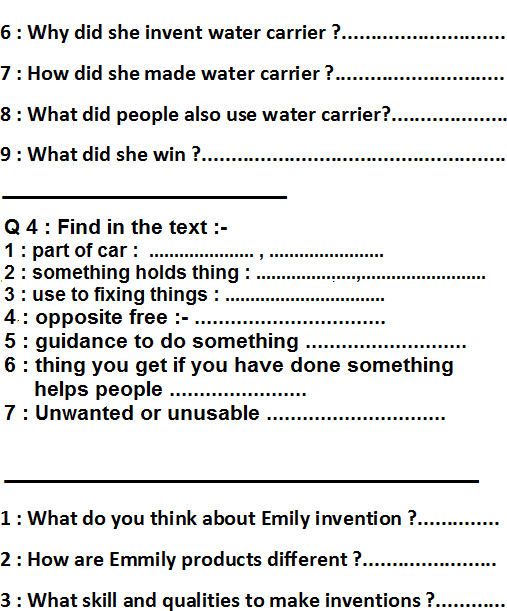 6 : Why did she invent water carrier ?............................
7 : How did she made water carrier ?.............................
8 : What did people also use water carrier?....................
9 : What did she win ?....................................................
Q 4 : Find in the text :-
1 : part of car :  ..................... , .......................
2 : something holds thing : ....................,.........................
3 : use to fixing things : ................................
4 : opposite free :- ................................
5 : guidance to do something ...........................
6 : thing you get if you have done something
helps people .......................
7 : Unwanted or unusable ..............................
1 : What do you think about Emily invention ?..............
2 : How are Emmily products different ?.......................
3 : What skill and qualities to make inventions ?............